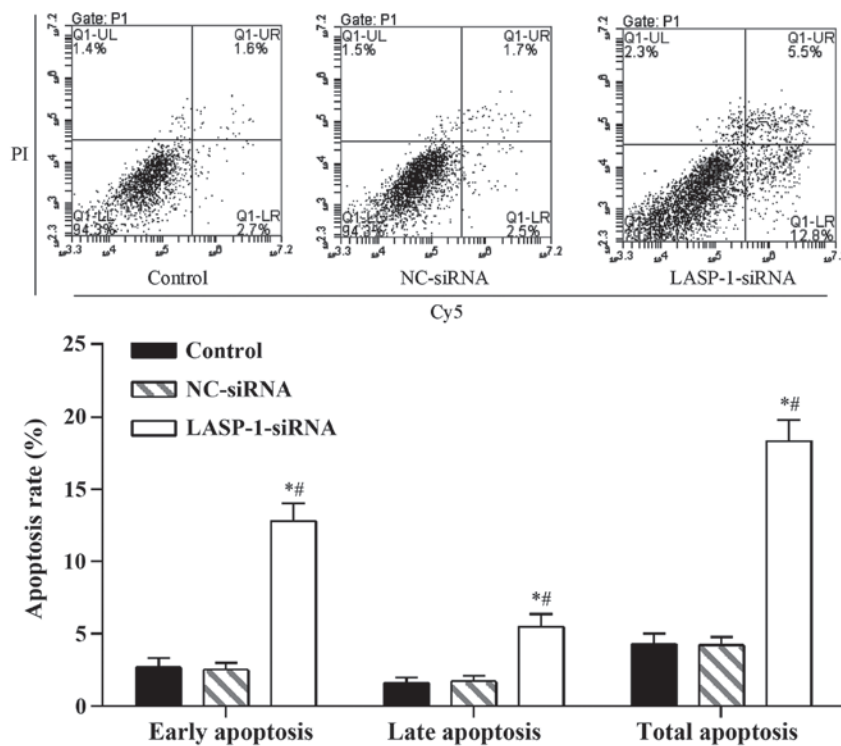 Gate: P1
Q1-UL
1.4%
Q1-UR
1.6%
Q1-LL
94.3%
Q1-LR
2.7%
Control
Gate: P1
Q1-UL
1.5%
Q1-UR
1.7%
94.3%
Q1-LR
2.5%
NC-siRNA
Gate: P1
Q1-UL
2.3%
Q1-UR
5.5%
Q1-LR
12.8%
LASP-1-siRNA
PI
Cy5
Control
NC-siRNA
LASP-1-siRNA
Apoptosis rate (%)
25
20
15
10
5
0
*#
*#
*#
Early apoptosis
Late apoptosis
Total apoptosis